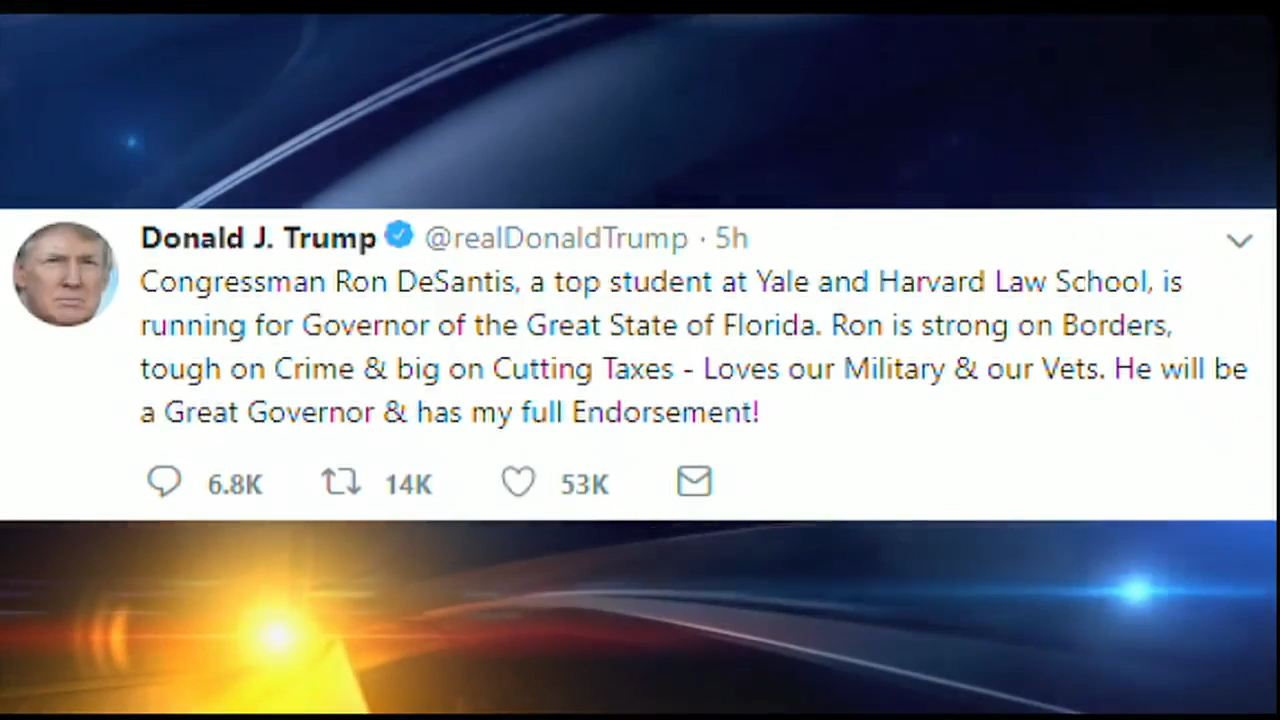 Donald J. Trump @realDonaldTrump · 5h
Congressman Ron DeSantis, a top student at Yale and Harvard Law School, is
running for Governor of the Great State of Florida. Ron is strong on Borders,
tough on Crime & big on Cutting Taxes - Loves our Military & our Vets. He will be
a Great Governor & has my full Endorsement!
6.8K 14K 53K